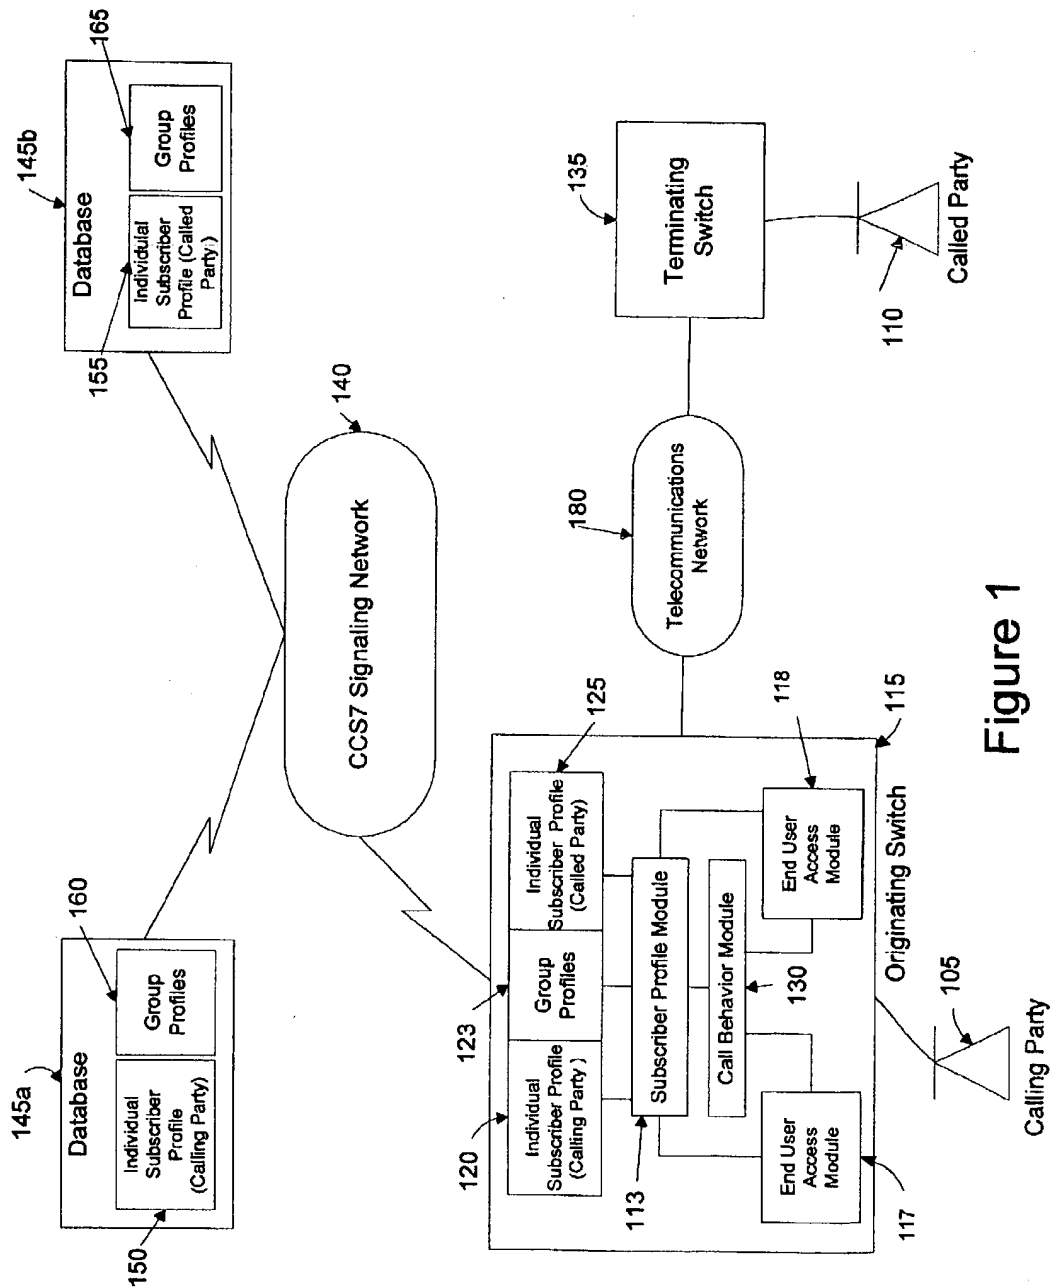 145a
Database
150
Individual
Subscriber
Profile
(Calling Party)
160
Group
Profiles
145b
Database
155
Individulal
Subscriber
Profile (Called
Party)
165
Group
Profiles
CCS7 Signaling Network
140
120
Individual
Subscriber Profile
(Calling Party )
123
Group
Profiles
Individual
Subscriber Profile
(Called Party)
125
113
Subscriber Profile Module
Call Behavior Module
130
End User
Access
Module
117
End User
Access
Module
118
Originating Switch
115
180
Telecommunications
Network
135
Terminating
Switch
105
Calling Party
110
Called Party
Figure 1